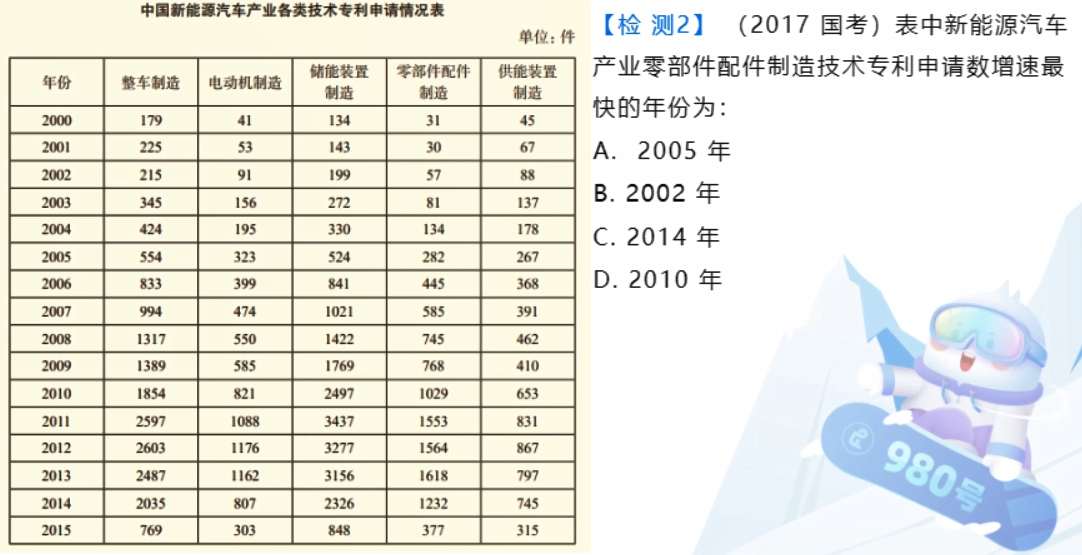 中国新能源汽车产业各类技术专利申请情况表
单位：件
年份 整车制造 电动机制造 储能装置制造 零部件配件制造 供能装置制造
2000 179 41 134 31 45
2001 225 53 143 30 67
2002 215 91 199 57 88
2003 345 156 272 81 137
2004 424 195 330 134 178
2005 554 323 524 282 267
2006 833 399 841 445 368
2007 994 474 1021 585 391
2008 1317 550 1422 745 462
2009 1389 585 1769 768 410
2010 1854 821 2497 1029 653
2011 2597 1088 3437 1553 831
2012 2603 1176 3277 1564 867
2013 2487 1162 3156 1618 797
2014 2035 807 2326 1232 745
2015 769 303 848 377 315
【检 测2】（2017 国考）表中新能源汽车
产业零部件配件制造技术专利申请数增速最
快的年份为：
A. 2005 年
B. 2002 年
C. 2014 年
D. 2010 年
980号